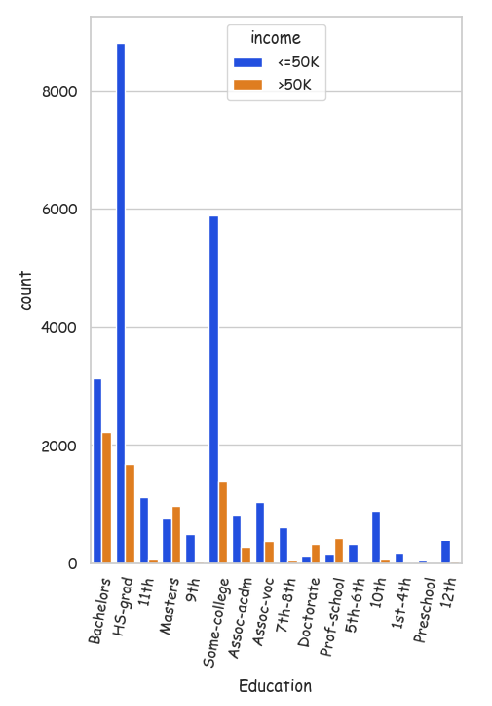 income
<=50K
>50K
8000
6000
4000
2000
0
count
Bachelors
HS-grad
11th
Masters
9th
Some-college
Assoc-acdm
Assoc-voc
7th-8th
Doctorate
Prof-school
5th-6th
10th
1st-4th
Preschool
12th
Education